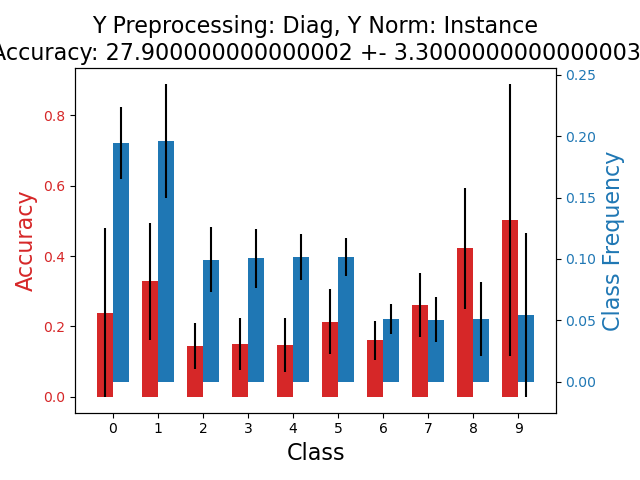 Y Preprocessing: Diag, Y Norm: Instance
Accuracy: 27.900000000000002 +- 3.3000000000000003
Accuracy
0.8
0.6
0.4
0.2
0.0
0.25
0.20
0.15
0.10
0.05
0.00
Class Frequency
0 1 2 3 4 5 6 7 8 9
Class